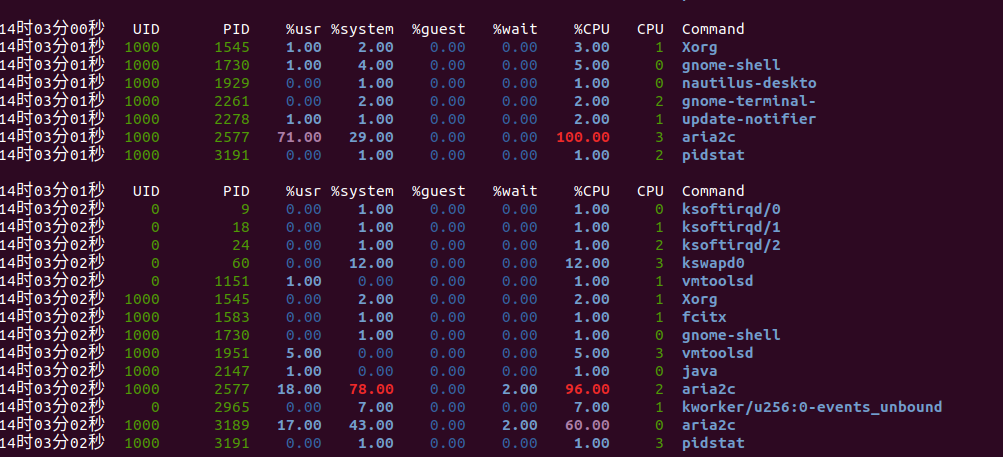 14时03分00秒 UID PID %usr %system %guest %wait %CPU CPU Command
14时03分01秒 1000 1545 1.00 2.00 0.00 0.00 3.00 1 Xorg
14时03分01秒 1000 1730 1.00 4.00 0.00 0.00 5.00 0 gnome-shell
14时03分01秒 1000 1929 0.00 1.00 0.00 0.00 1.00 0 nautilus-deskto
14时03分01秒 1000 2261 0.00 2.00 0.00 0.00 2.00 2 gnome-terminal-
14时03分01秒 1000 2278 1.00 1.00 0.00 0.00 2.00 1 update-notifier
14时03分01秒 1000 2577 71.00 29.00 0.00 0.00 100.00 3 aria2c
14时03分01秒 1000 3191 0.00 1.00 0.00 0.00 1.00 2 pidstat
14时03分01秒 UID PID %usr %system %guest %wait %CPU CPU Command
14时03分02秒 0 9 0.00 1.00 0.00 0.00 1.00 0 ksoftirqd/0
14时03分02秒 0 18 0.00 1.00 0.00 0.00 1.00 1 ksoftirqd/1
14时03分02秒 0 24 0.00 1.00 0.00 0.00 1.00 2 ksoftirqd/2
14时03分02秒 0 60 0.00 12.00 0.00 0.00 12.00 3 kswapd0
14时03分02秒 0 1151 1.00 0.00 0.00 0.00 1.00 1 vmtoolsd
14时03分02秒 1000 1545 0.00 2.00 0.00 0.00 2.00 1 Xorg
14时03分02秒 1000 1583 0.00 1.00 0.00 0.00 1.00 1 fcitx
14时03分02秒 1000 1730 0.00 1.00 0.00 0.00 1.00 0 gnome-shell
14时03分02秒 1000 1951 5.00 0.00 0.00 0.00 5.00 3 vmtoolsd
14时03分02秒 1000 2147 1.00 0.00 0.00 0.00 1.00 0 java
14时03分02秒 1000 2577 18.00 78.00 0.00 2.00 96.00 2 aria2c
14时03分02秒 0 2965 0.00 7.00 0.00 0.00 7.00 1 kworker/u256:0-events_unbound
14时03分02秒 1000 3189 17.00 43.00 0.00 2.00 60.00 0 aria2c
14时03分02秒 1000 3191 0.00 1.00 0.00 0.00 1.00 3 pidstat